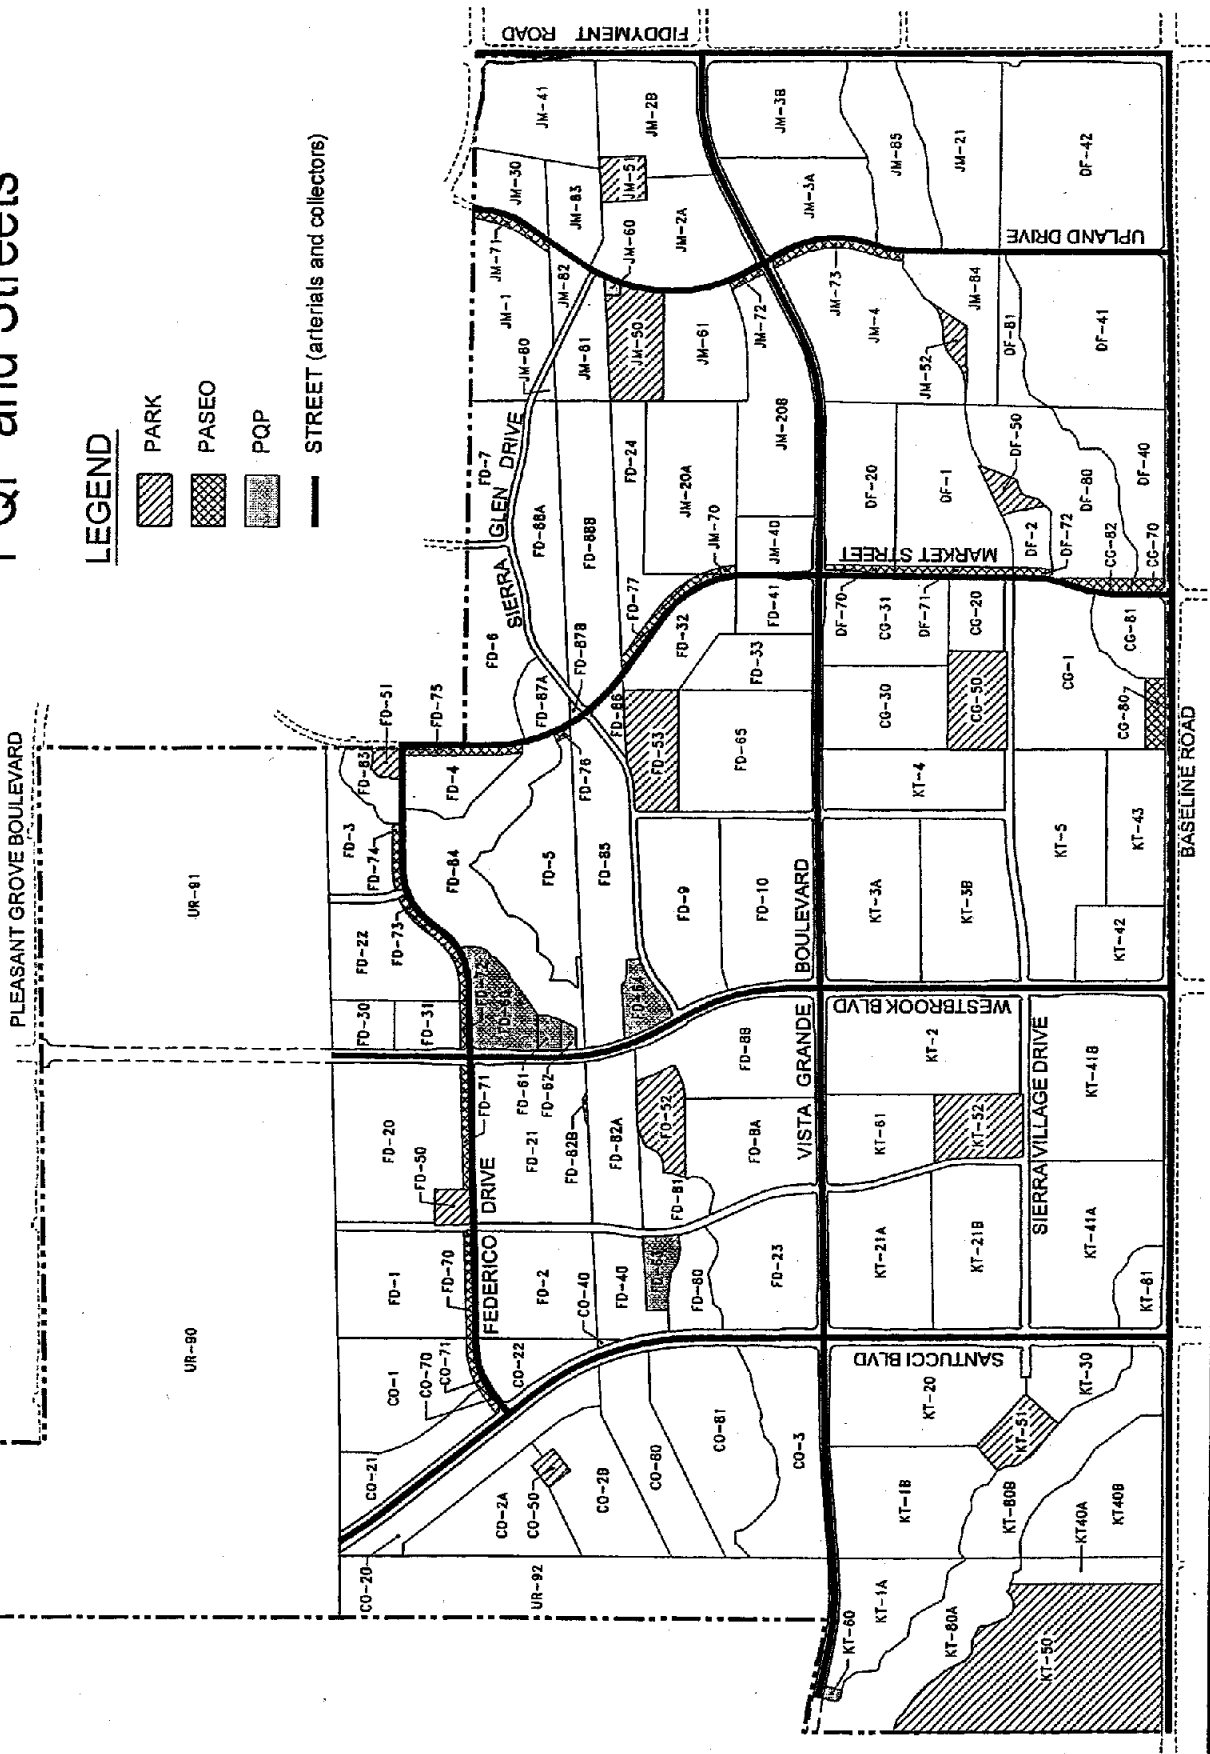 PQP and Streets
LEGEND
PARK
PASEO
PQP
STREET (arterials and collectors)
PLEASANT GROVE BOULEVARD
FIDDYMENT ROAD
BASELINE ROAD
SIERRA GLEN DRIVE
FEDERICO DRIVE
VISTA GRANDE BOULEVARD
SIERRA VILLAGE DRIVE
SANTUCCI BLVD
WESTBROOK BLVD
MARKET STREET
UPLAND DRIVE
UR-90
UR-91
UR-92
CO-20
CO-21
CO-1
CO-70
CO-71
CO-22
CO-40
CO-2A
CO-50
CO-2B
CO-80
CO-81
CO-3
FD-1
FD-70
FD-2
FD-40
FD-63
FD-80
FD-23
FD-20
FD-50
FD-71
FD-21
FD-61
FD-62
FD-82B
FD-82A
FD-52
FD-81
FD-8A
FD-8B
FD-30
FD-31
FD-22
FD-73
FD-72
FD-60
FD-64
FD-3
FD-74
FD-83
FD-51
FD-75
FD-4
FD-84
FD-5
FD-85
FD-76
FD-9
FD-10
FD-6
FD-87A
FD-87B
FD-86
FD-53
FD-65
FD-77
FD-32
FD-33
FD-41
FD-7
FD-88A
FD-88B
FD-24
JM-1
JM-71
JM-30
JM-41
JM-80
JM-82
JM-83
JM-81
JM-60
JM-50
JM-51
JM-2B
JM-2A
JM-61
JM-72
JM-20A
JM-20B
JM-70
JM-40
JM-3B
JM-3A
JM-73
JM-4
JM-85
JM-21
JM-84
JM-52
DF-42
DF-41
DF-81
DF-50
DF-20
DF-1
DF-2
DF-72
DF-80
DF-40
DF-70
DF-71
CG-31
CG-20
CG-30
CG-50
CG-1
CG-80
CG-81
CG-82
CG-70
KT-4
KT-5
KT-43
KT-42
KT-3A
KT-3B
KT-2
KT-61
KT-52
KT-41B
KT-41A
KT-21A
KT-21B
KT-81
KT-20
KT-30
KT-51
KT-1B
KT-80B
KT40A
KT40B
KT-1A
KT-60
KT-80A
KT-50